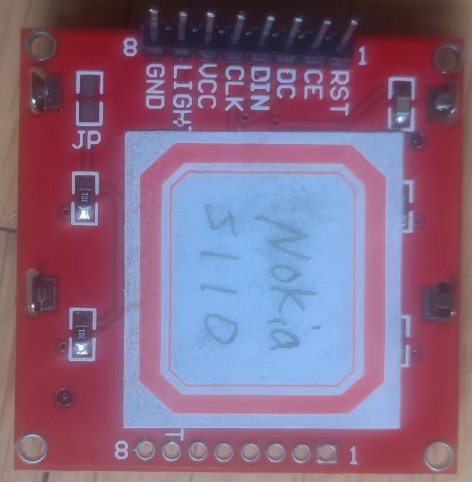 8 1
GND LIGHT VCC CLK DIN DC CE RST
JP
Nokia
5110
8 1